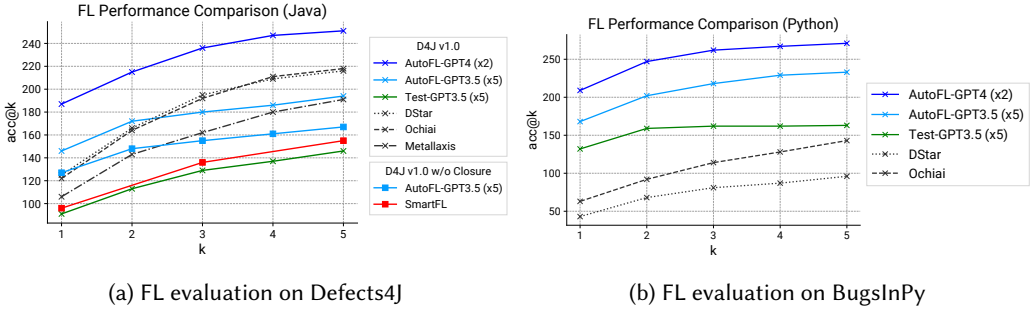 FL Performance Comparison (Java)
240
220
200
180
160
140
120
100
acc@k
1 2 3 4 5
k
D4J v1.0
AutoFL-GPT4 (x2)
AutoFL-GPT3.5 (x5)
Test-GPT3.5 (x5)
DStar
Ochiai
Metallaxis
D4J v1.0 w/o Closure
AutoFL-GPT3.5 (x5)
SmartFL
(a) FL evaluation on Defects4J
FL Performance Comparison (Python)
250
200
150
100
50
acc@k
1 2 3 4 5
k
AutoFL-GPT4 (x2)
AutoFL-GPT3.5 (x5)
Test-GPT3.5 (x5)
DStar
Ochiai
(b) FL evaluation on BugsInPy